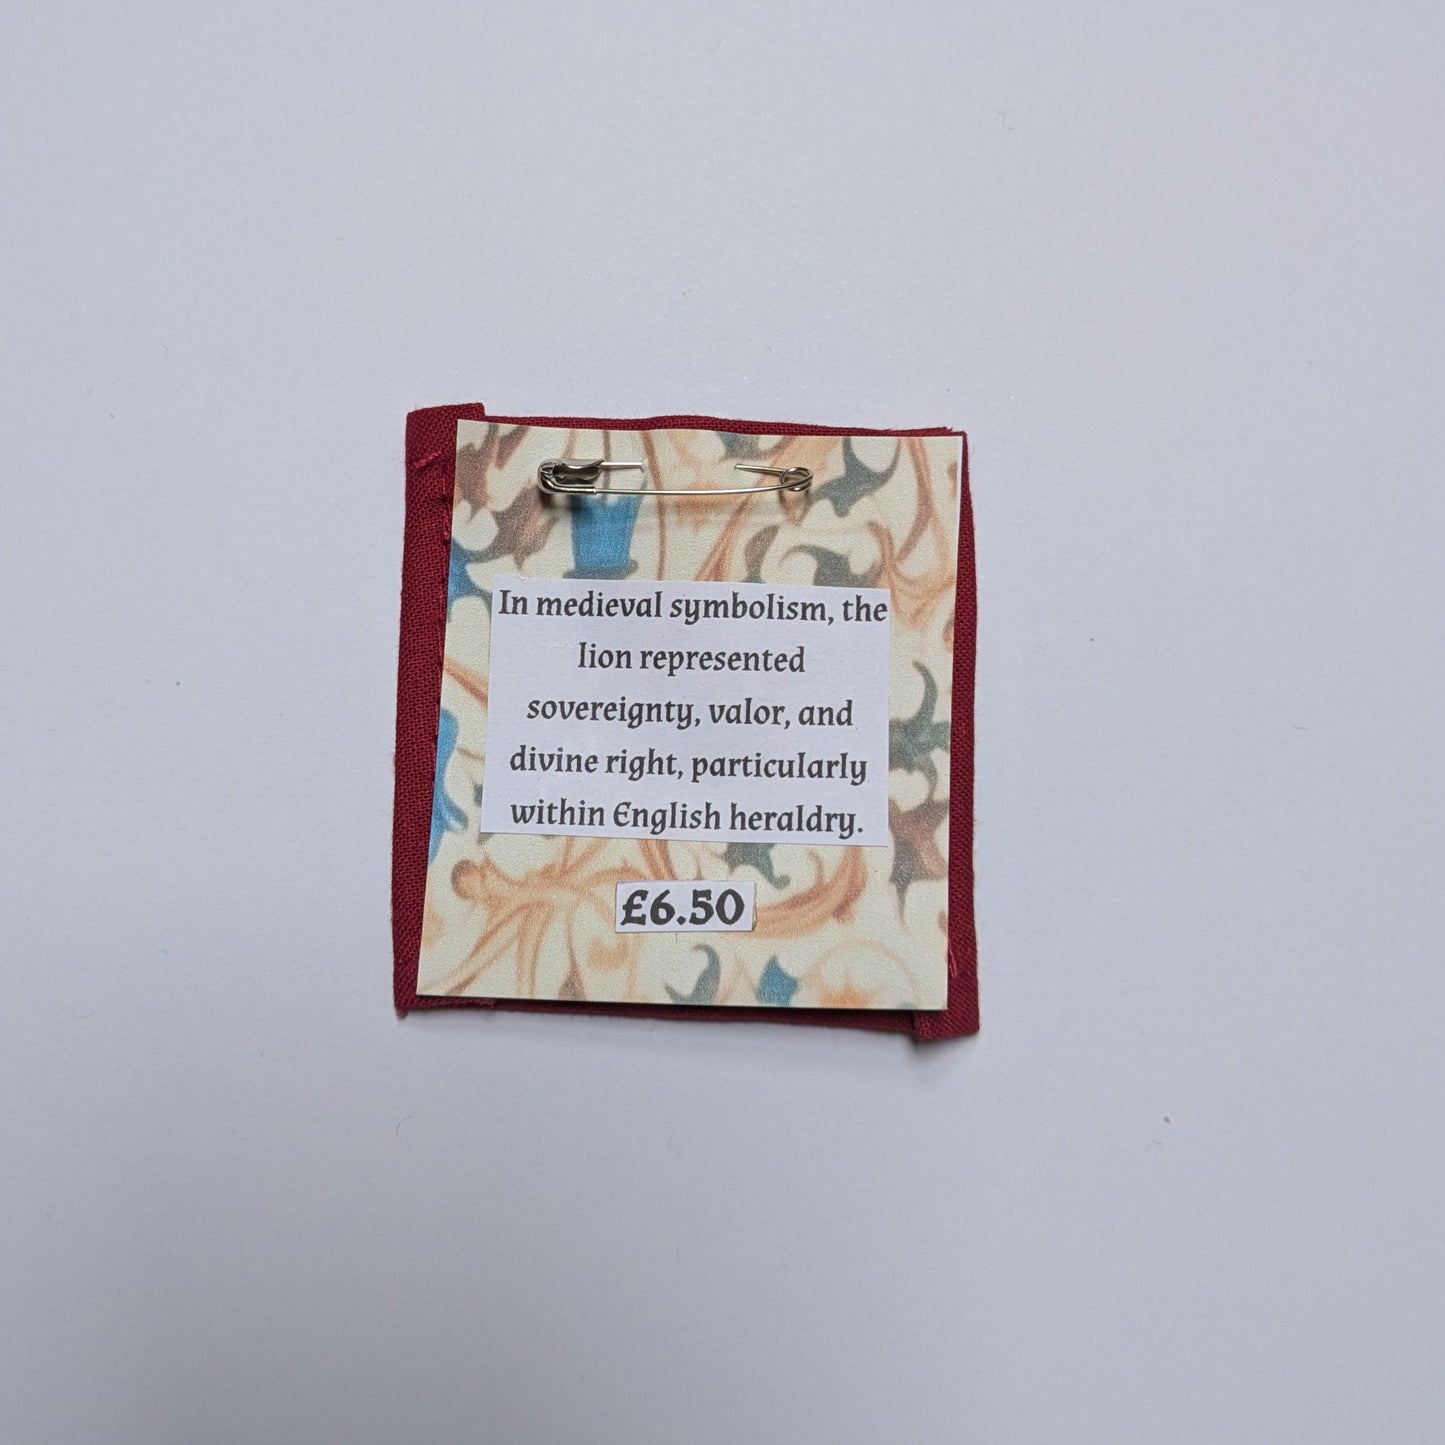 In medieval symbolism, the
lion represented
sovereignty, valor, and
divine right, particularly
within English heraldry.
£6.50